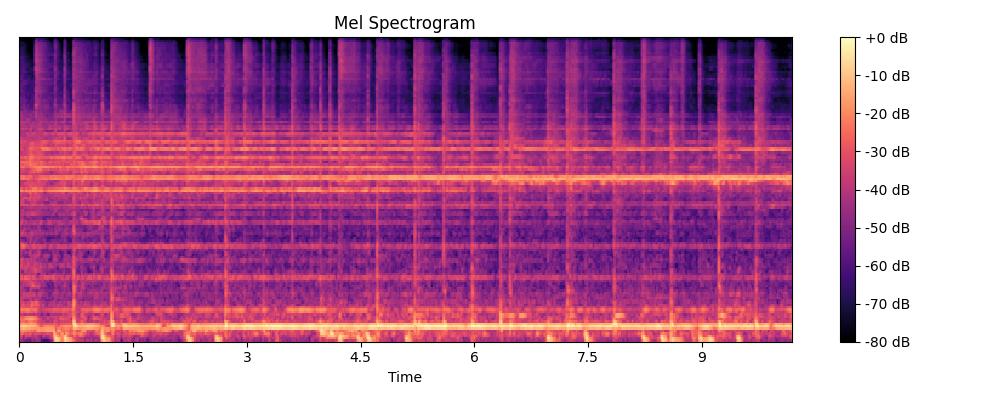 Mel Spectrogram
+0 dB
-10 dB
-20 dB
-30 dB
-40 dB
-50 dB
-60 dB
-70 dB
-80 dB
0 1.5 3 4.5 6 7.5 9
Time